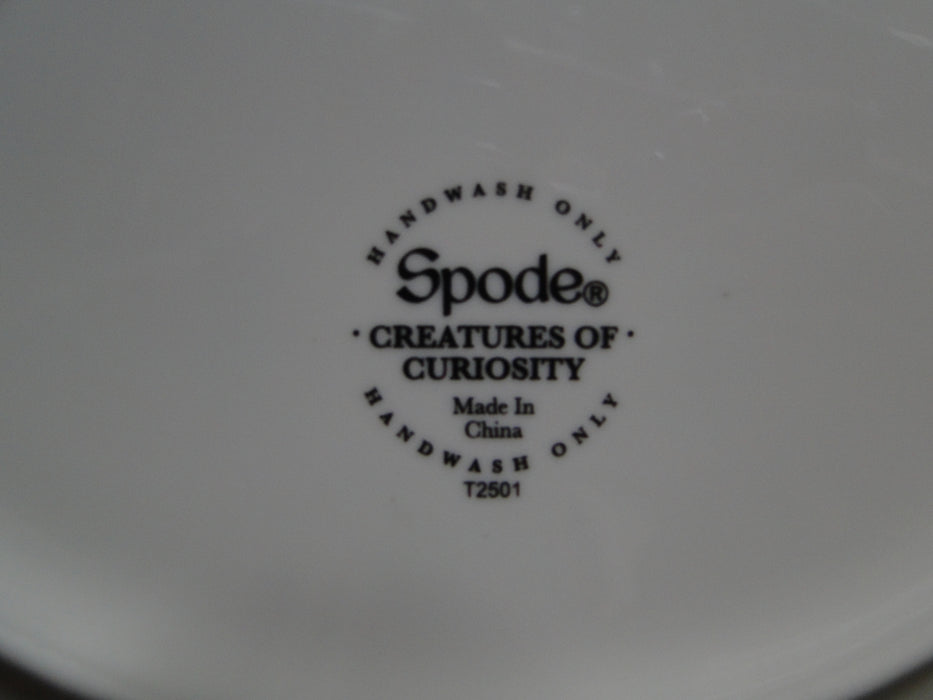 HANDWASH ONLY
Spode®
· CREATURES OF ·
CURIOSITY
Made In
China
HANDWASH ONLY
T2501